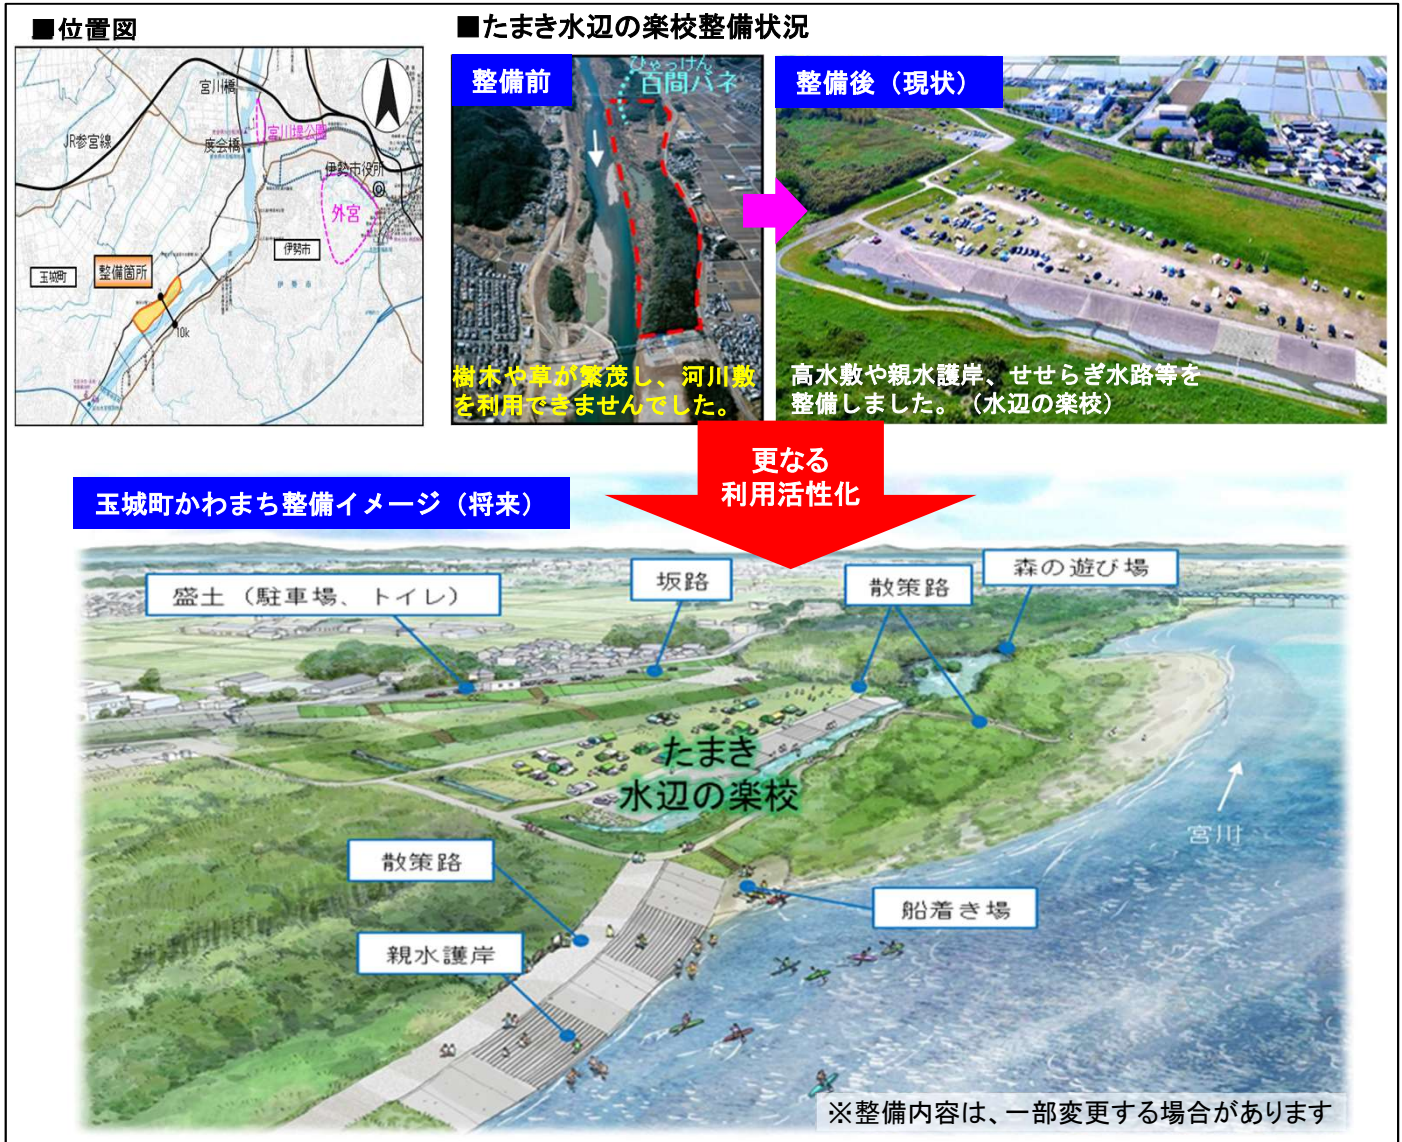 ■位置図
宮川橋
JR参宮線
度会橋
宮川堤公園
伊勢市役所
外宮
伊勢市
玉城町
整備箇所
伊勢市
10k
■たまき水辺の楽校整備状況
整備前
ひゃっけん
百間バネ
樹木や草が繁茂し、河川敷
を利用できませんでした。
整備後（現状）
高水敷や親水護岸、せせらぎ水路等を
整備しました。（水辺の楽校）
更なる
利用活性化
玉城町かわまち整備イメージ（将来）
盛土（駐車場、トイレ）
坂路
散策路
森の遊び場
たまき
水辺の楽校
宮川
散策路
船着き場
親水護岸
※整備内容は、一部変更する場合があります